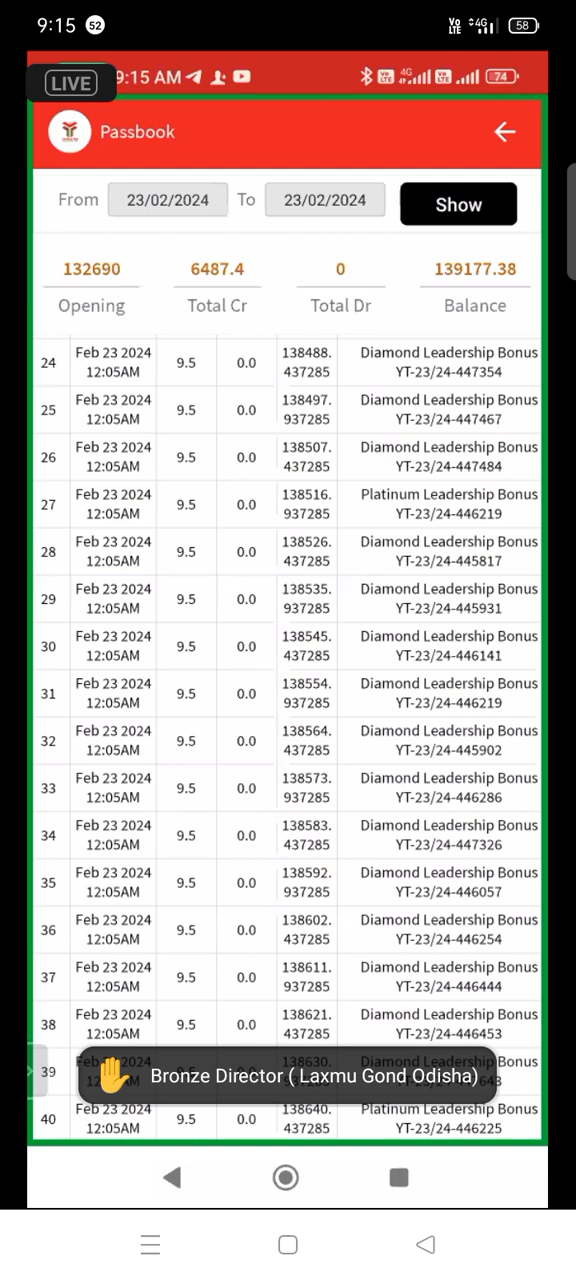 9:15 52 Vo LTE 4G 58
LIVE 9:15 AM Vo LTE 4G Vo LTE 74
Passbook
From 23/02/2024 To 23/02/2024 Show
132690 6487.4 0 139177.38
Opening Total Cr Total Dr Balance
24 Feb 23 2024 12:05AM 9.5 0.0 138488.437285 Diamond Leadership Bonus YT-23/24-447354
25 Feb 23 2024 12:05AM 9.5 0.0 138497.937285 Diamond Leadership Bonus YT-23/24-447467
26 Feb 23 2024 12:05AM 9.5 0.0 138507.437285 Diamond Leadership Bonus YT-23/24-447484
27 Feb 23 2024 12:05AM 9.5 0.0 138516.937285 Platinum Leadership Bonus YT-23/24-446219
28 Feb 23 2024 12:05AM 9.5 0.0 138526.437285 Diamond Leadership Bonus YT-23/24-445817
29 Feb 23 2024 12:05AM 9.5 0.0 138535.937285 Diamond Leadership Bonus YT-23/24-445931
30 Feb 23 2024 12:05AM 9.5 0.0 138545.437285 Diamond Leadership Bonus YT-23/24-446141
31 Feb 23 2024 12:05AM 9.5 0.0 138554.937285 Diamond Leadership Bonus YT-23/24-446219
32 Feb 23 2024 12:05AM 9.5 0.0 138564.437285 Diamond Leadership Bonus YT-23/24-445902
33 Feb 23 2024 12:05AM 9.5 0.0 138573.937285 Diamond Leadership Bonus YT-23/24-446286
34 Feb 23 2024 12:05AM 9.5 0.0 138583.437285 Diamond Leadership Bonus YT-23/24-447326
35 Feb 23 2024 12:05AM 9.5 0.0 138592.937285 Diamond Leadership Bonus YT-23/24-446057
36 Feb 23 2024 12:05AM 9.5 0.0 138602.437285 Diamond Leadership Bonus YT-23/24-446254
37 Feb 23 2024 12:05AM 9.5 0.0 138611.937285 Diamond Leadership Bonus YT-23/24-446444
38 Feb 23 2024 12:05AM 9.5 0.0 138621.437285 Diamond Leadership Bonus YT-23/24-446453
39 Feb 23 2024 138630. Bonus
Bronze Director ( Laxmu Gond Odisha)
40 Feb 23 2024 12:05AM 9.5 0.0 138640.437285 Platinum Leadership Bonus YT-23/24-446225